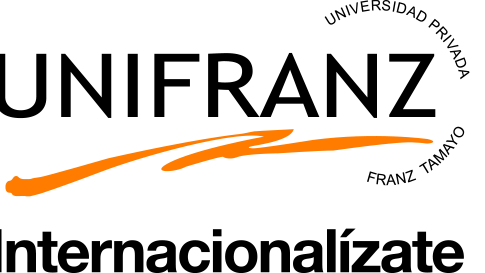 UNIVERSIDAD PRIVADA
UNIFRANZ
FRANZ TAMAYO
Internacionalízate